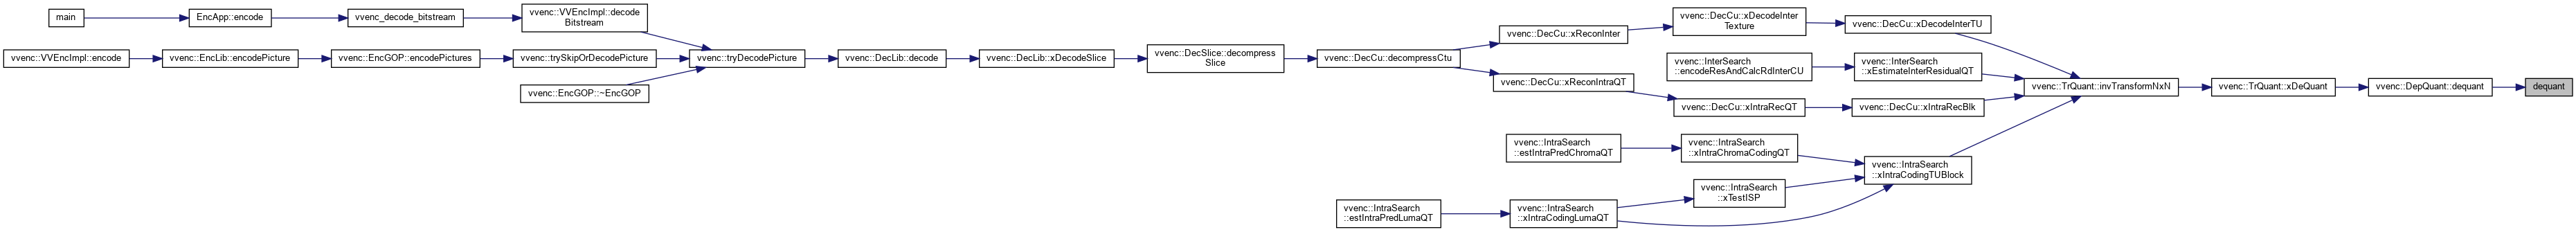 main
EncApp::encode
vvenc_decode_bitstream
vvenc::VVEncImpl::decode
Bitstream
vvenc::VVEncImpl::encode
vvenc::EncLib::encodePicture
vvenc::EncGOP::encodePictures
vvenc::trySkipOrDecodePicture
vvenc::EncGOP::~EncGOP
vvenc::tryDecodePicture
vvenc::DecLib::decode
vvenc::DecLib::xDecodeSlice
vvenc::DecSlice::decompress
Slice
vvenc::DecCu::decompressCtu
vvenc::DecCu::xReconInter
vvenc::DecCu::xReconIntraQT
vvenc::DecCu::xDecodeInter
Texture
vvenc::DecCu::xDecodeInterTU
vvenc::InterSearch
::encodeResAndCalcRdInterCU
vvenc::InterSearch
::xEstimateInterResidualQT
vvenc::DecCu::xIntraRecQT
vvenc::DecCu::xIntraRecBlk
vvenc::IntraSearch
::estIntraPredChromaQT
vvenc::IntraSearch
::xIntraChromaCodingQT
vvenc::IntraSearch
::xIntraCodingTUBlock
vvenc::IntraSearch
::xTestISP
vvenc::IntraSearch
::estIntraPredLumaQT
vvenc::IntraSearch
::xIntraCodingLumaQT
vvenc::TrQuant::invTransformNxN
vvenc::TrQuant::xDeQuant
vvenc::DepQuant::dequant
dequant